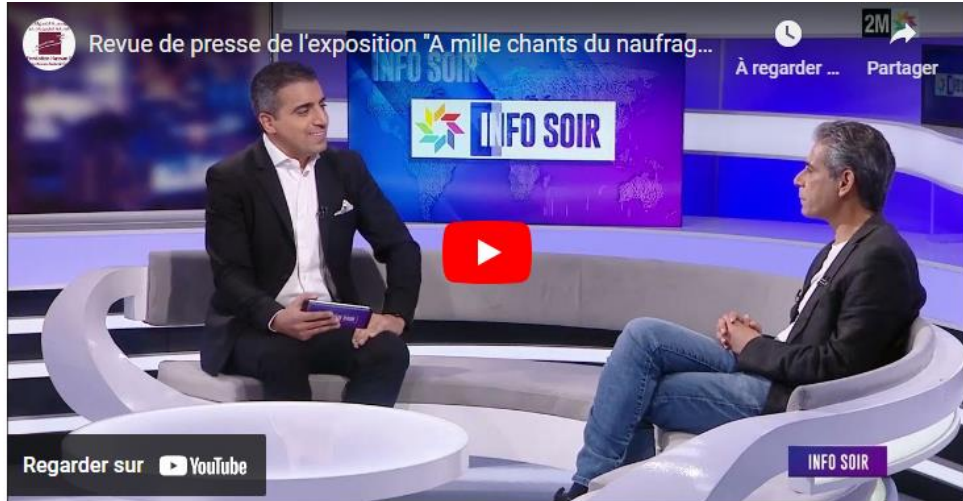 Revue de presse de l'exposition "A mille chants du naufrag…
2M
À regarder ...
Partager
INFO SOIR
INFO SOIR
Regarder sur YouTube
INFO SOIR